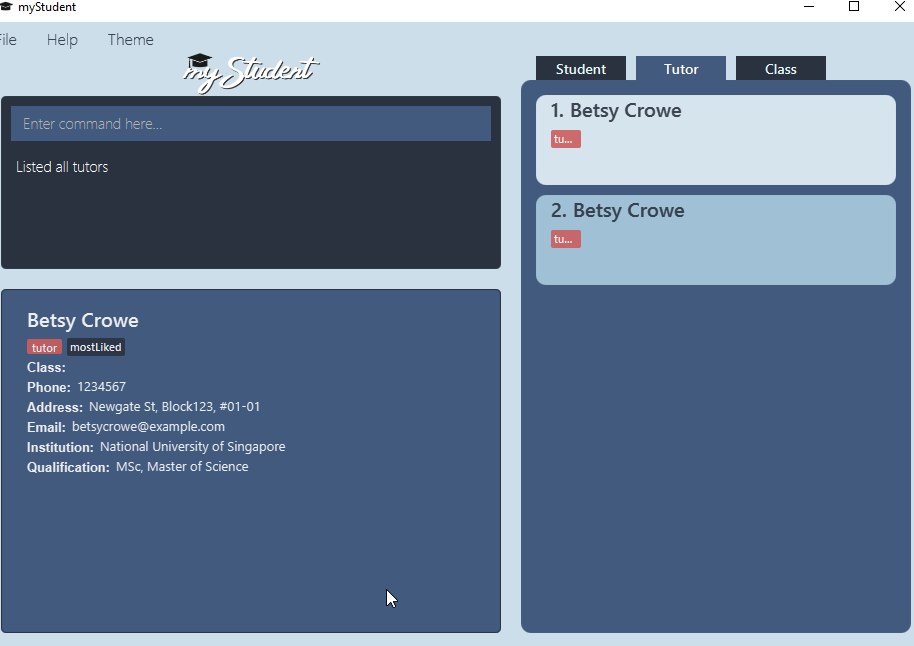 myStudent
File Help Theme
myStudent
Enter command here...
Listed all tutors
Betsy Crowe
tutor mostLiked
Class:
Phone: 1234567
Address: Newgate St, Block123, #01-01
Email: betsycrowe@example.com
Institution: National University of Singapore
Qualification: MSc, Master of Science
Student Tutor Class
1. Betsy Crowe
tu...
2. Betsy Crowe
tu...